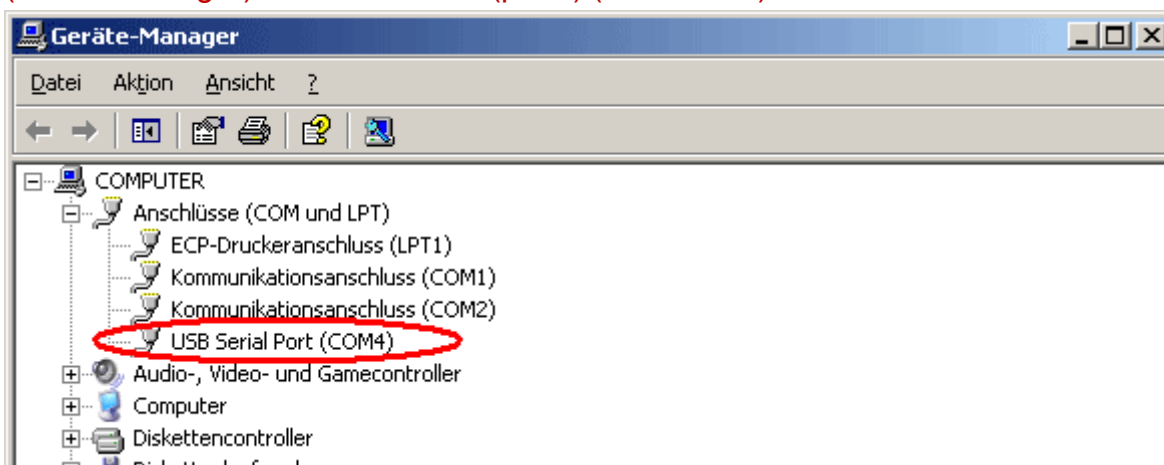 Geräte-Manager
Datei Aktion Ansicht ?
COMPUTER
Anschlüsse (COM und LPT)
ECP-Druckeranschluss (LPT1)
Kommunikationsanschluss (COM1)
Kommunikationsanschluss (COM2)
USB Serial Port (COM4)
Audio-, Video- und Gamecontroller
Computer
Diskettencontroller